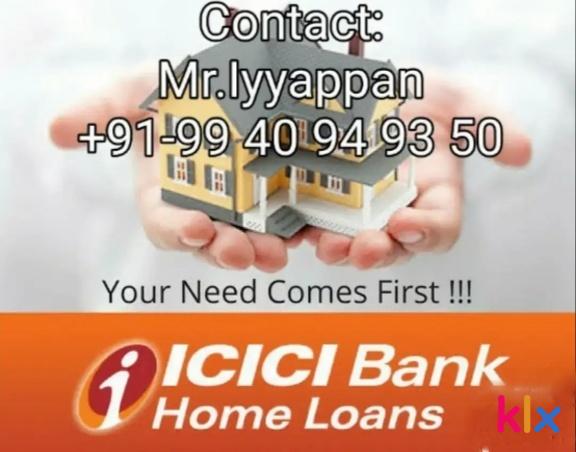 Contact:
Mr.Iyyappan
+91-99 40 94 93 50
Your Need Comes First !!!
i ICICI Bank
Home Loans
klx